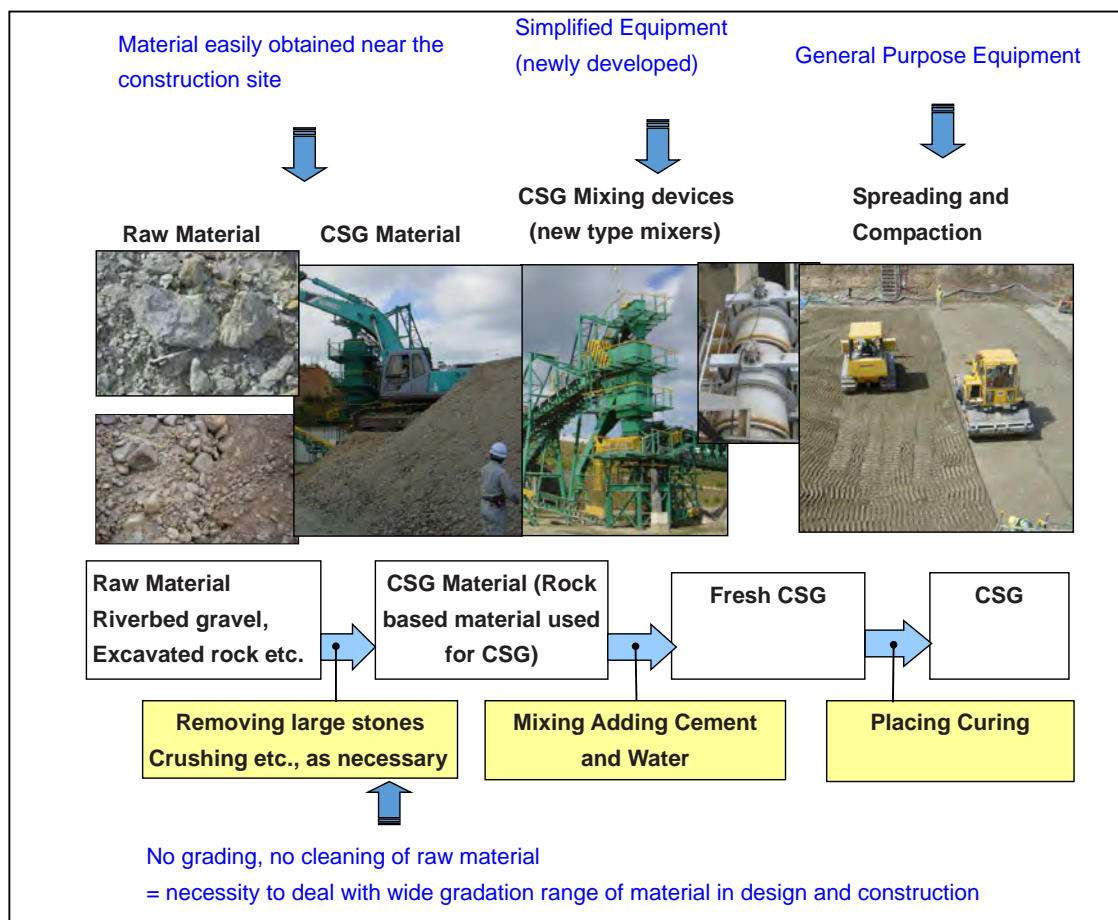 Material easily obtained near the
construction site
Simplified Equipment
(newly developed)
General Purpose Equipment
Raw Material
CSG Material
CSG Mixing devices
(new type mixers)
Spreading and
Compaction
Raw Material
Riverbed gravel,
Excavated rock etc.
CSG Material (Rock
based material used
for CSG)
Fresh CSG
CSG
Removing large stones
Crushing etc., as necessary
Mixing Adding Cement
and Water
Placing Curing
No grading, no cleaning of raw material
= necessity to deal with wide gradation range of material in design and construction